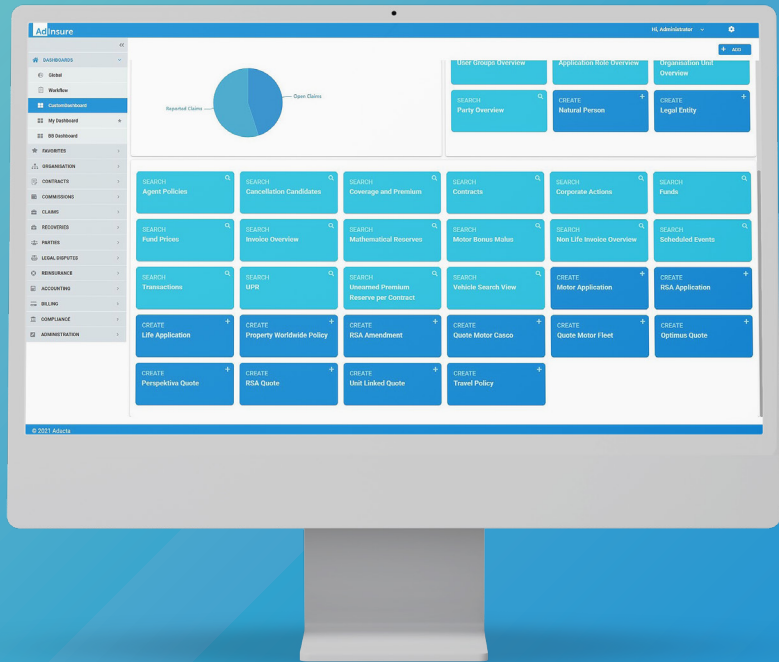 AdInsure
Hi, Administrator
+ ADD
DASHBOARDS
Global
Workflow
CustomDashboard
My Dashboard
BB Dashboard
FAVORITES
ORGANISATION
CONTRACTS
COMMISSIONS
CLAIMS
RECOVERIES
PARTIES
LEGAL DISPUTES
REINSURANCE
ACCOUNTING
BILLING
COMPLIANCE
ADMINISTRATION
Reported Claims
Open Claims
User Groups Overview
Application Role Overview
Organisation Unit
Overview
SEARCH
Party Overview
CREATE
Natural Person
CREATE
Legal Entity
SEARCH
Agent Policies
SEARCH
Cancellation Candidates
SEARCH
Coverage and Premium
SEARCH
Contracts
SEARCH
Corporate Actions
SEARCH
Funds
SEARCH
Fund Prices
SEARCH
Invoice Overview
SEARCH
Mathematical Reserves
SEARCH
Motor Bonus Malus
SEARCH
Non Life Invoice Overview
SEARCH
Scheduled Events
SEARCH
Transactions
SEARCH
UPR
SEARCH
Unearned Premium
Reserve per Contract
SEARCH
Vehicle Search View
CREATE
Motor Application
CREATE
RSA Application
CREATE
Life Application
CREATE
Property Worldwide Policy
CREATE
RSA Amendment
CREATE
Quote Motor Casco
CREATE
Quote Motor Fleet
CREATE
Optimus Quote
CREATE
Perspektiva Quote
CREATE
RSA Quote
CREATE
Unit Linked Quote
CREATE
Travel Policy
© 2021 Adacta